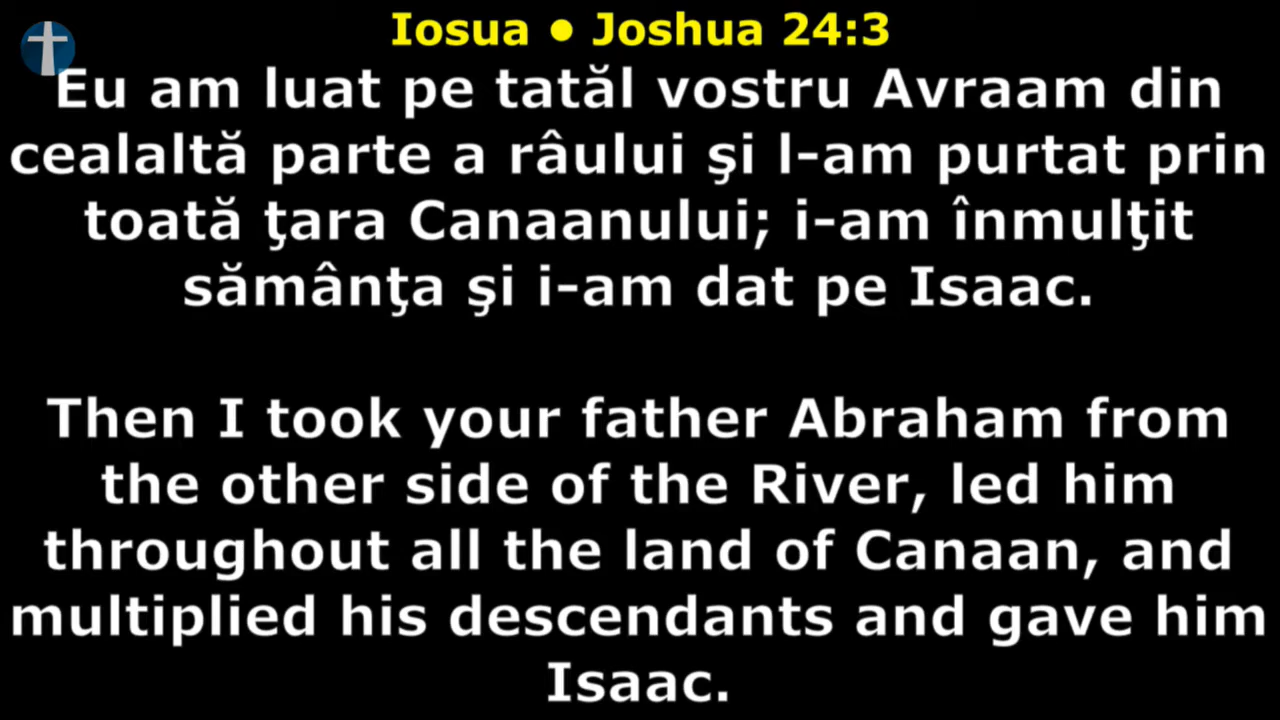 Iosua • Joshua 24:3
Eu am luat pe tatăl vostru Avraam din
cealaltă parte a râului şi l-am purtat prin
toată ţara Canaanului; i-am înmulţit
sămânţa şi i-am dat pe Isaac.
Then I took your father Abraham from
the other side of the River, led him
throughout all the land of Canaan, and
multiplied his descendants and gave him
Isaac.